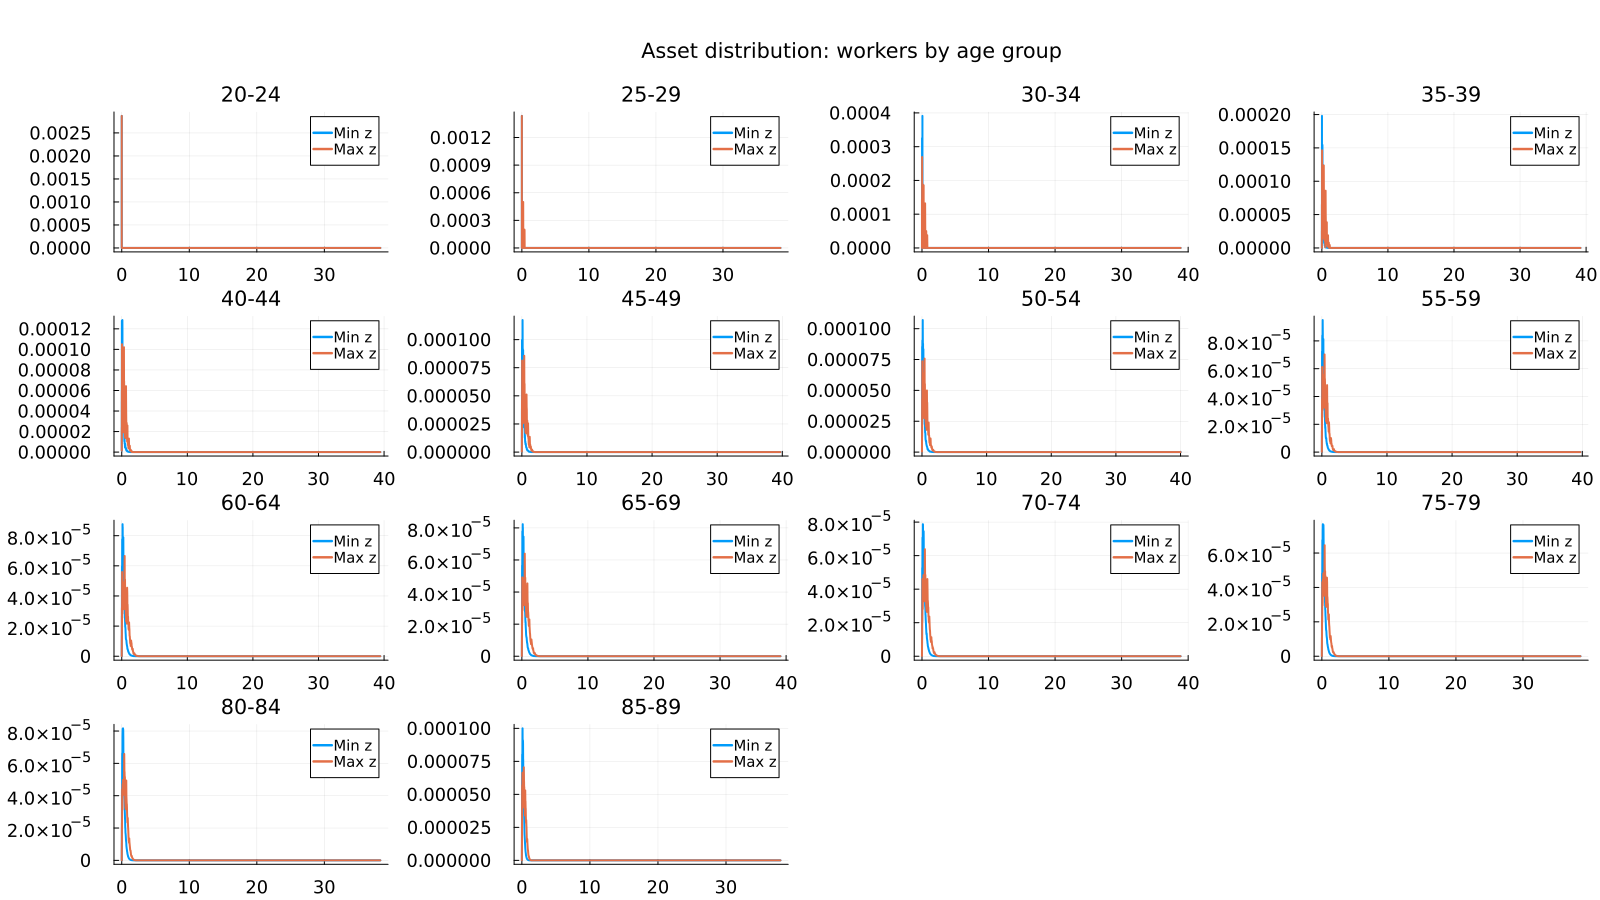 Asset distribution: workers by age group
20-24
25-29
30-34
35-39
0.0025
0.0020
0.0015
0.0010
0.0005
0.0000
0 10 20 30
Min z
Max z
0.0012
0.0009
0.0006
0.0003
0.0000
0 10 20 30
Min z
Max z
0.0004
0.0003
0.0002
0.0001
0.0000
0 10 20 30 40
Min z
Max z
0.00020
0.00015
0.00010
0.00005
0.00000
0 10 20 30 40
Min z
Max z
40-44
45-49
50-54
55-59
0.00012
0.00010
0.00008
0.00006
0.00004
0.00002
0.00000
0 10 20 30 40
Min z
Max z
0.000100
0.000075
0.000050
0.000025
0.000000
0 10 20 30 40
Min z
Max z
0.000100
0.000075
0.000050
0.000025
0.000000
0 10 20 30 40
Min z
Max z
8.0×10⁻⁵
6.0×10⁻⁵
4.0×10⁻⁵
2.0×10⁻⁵
0
0 10 20 30 40
Min z
Max z
60-64
65-69
70-74
75-79
8.0×10⁻⁵
6.0×10⁻⁵
4.0×10⁻⁵
2.0×10⁻⁵
0
0 10 20 30 40
Min z
Max z
8.0×10⁻⁵
6.0×10⁻⁵
4.0×10⁻⁵
2.0×10⁻⁵
0
0 10 20 30 40
Min z
Max z
8.0×10⁻⁵
6.0×10⁻⁵
4.0×10⁻⁵
2.0×10⁻⁵
0
0 10 20 30 40
Min z
Max z
6.0×10⁻⁵
4.0×10⁻⁵
2.0×10⁻⁵
0
0 10 20 30
Min z
Max z
80-84
85-89
8.0×10⁻⁵
6.0×10⁻⁵
4.0×10⁻⁵
2.0×10⁻⁵
0
0 10 20 30
Min z
Max z
0.000100
0.000075
0.000050
0.000025
0.000000
0 10 20 30
Min z
Max z